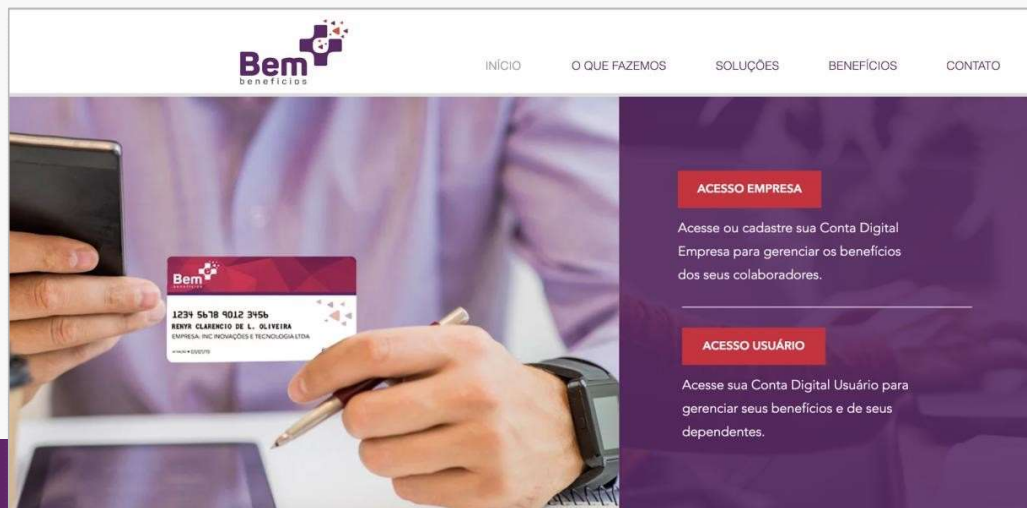 Bem
benefícios
INÍCIO O QUE FAZEMOS SOLUÇÕES BENEFÍCIOS CONTATO
ACESSO EMPRESA
Acesse ou cadastre sua Conta Digital
Empresa para gerenciar os benefícios
dos seus colaboradores.
ACESSO USUÁRIO
Acesse sua Conta Digital Usuário para
gerenciar seus benefícios e de seus
dependentes.
Bem
benefícios
1234 5678 9012 3456
RENYR CLARENCIO DE L. OLIVEIRA
EMPRESA: INC INOVAÇÕES E TECNOLOGIA LTDA